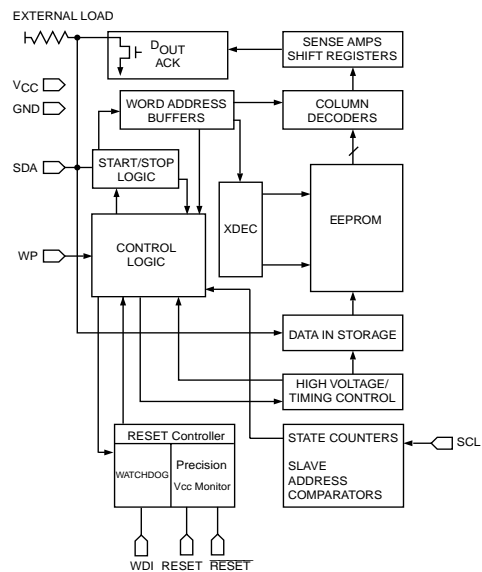 EXTERNAL LOAD
DOUT
ACK
SENSE AMPS
SHIFT REGISTERS
VCC
GND
WORD ADDRESS
BUFFERS
COLUMN
DECODERS
SDA
START/STOP
LOGIC
XDEC
EEPROM
WP
CONTROL
LOGIC
DATA IN STORAGE
HIGH VOLTAGE/
TIMING CONTROL
RESET Controller
WATCHDOG
Precision
Vcc Monitor
STATE COUNTERS
SLAVE
ADDRESS
COMPARATORS
SCL
WDI
RESET
RESET